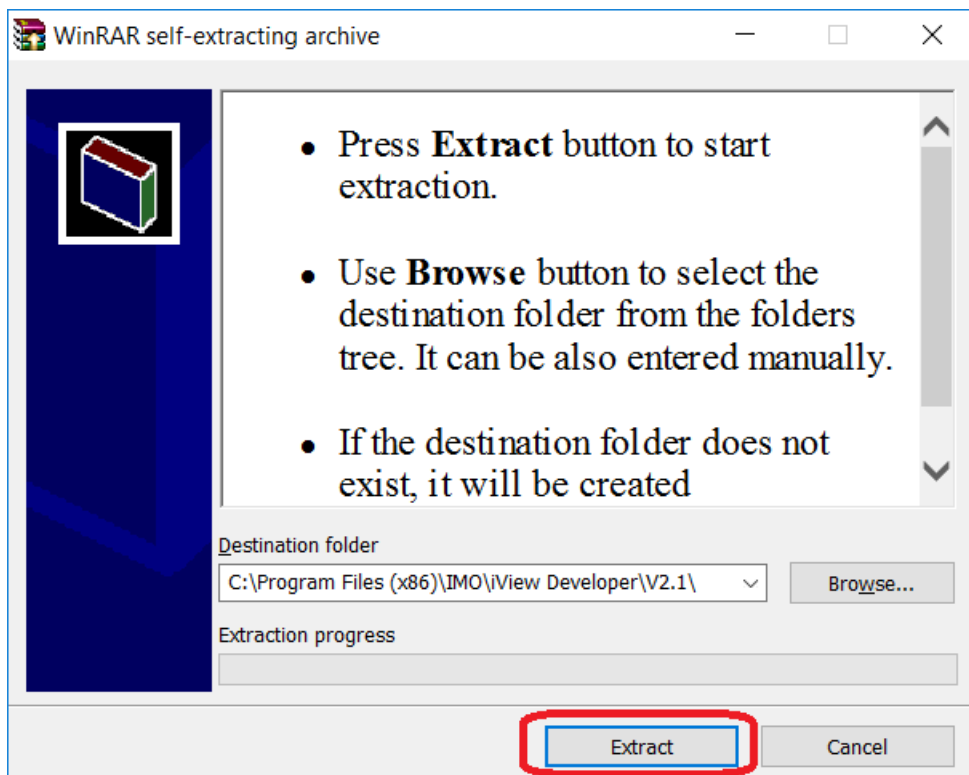 WinRAR self-extracting archive
Press Extract button to start
extraction.
Use Browse button to select the
destination folder from the folders
tree. It can be also entered manually.
If the destination folder does not
exist, it will be created
Destination folder
C:\Program Files (x86)\IMO\iView Developer\V2.1\
Browse...
Extraction progress
Extract
Cancel